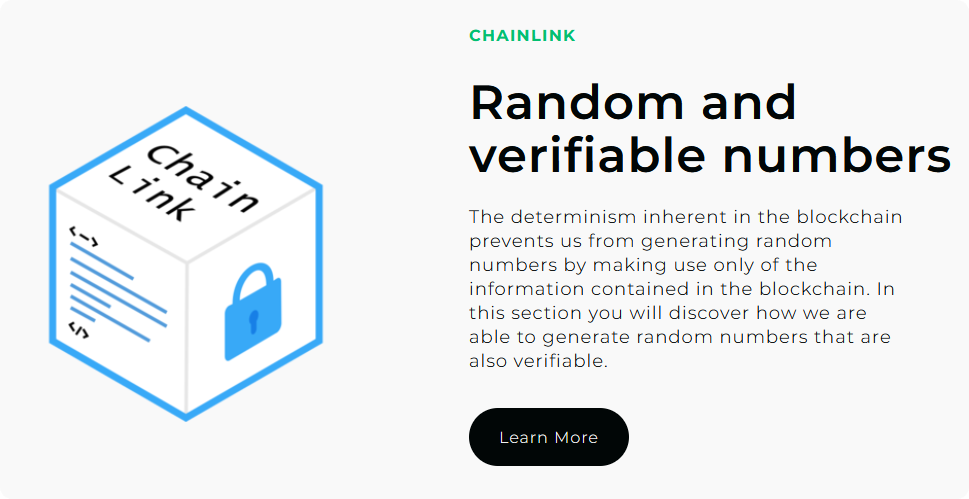 CHAINLINK
Random and
verifiable numbers
The determinism inherent in the blockchain
prevents us from generating random
numbers by making use only of the
information contained in the blockchain. In
this section you will discover how we are
able to generate random numbers that are
also verifiable.
Learn More
Chain
Link
<->
</>